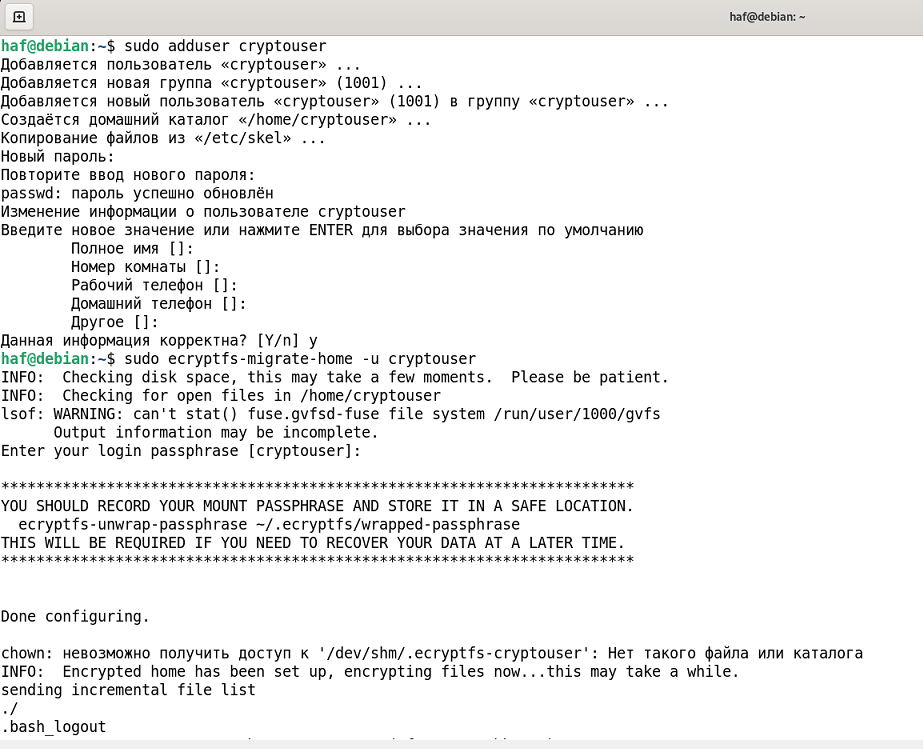 haf@debian: ~
haf@debian:~$ sudo adduser cryptouser
Добавляется пользователь «cryptouser» ...
Добавляется новая группа «cryptouser» (1001) ...
Добавляется новый пользователь «cryptouser» (1001) в группу «cryptouser» ...
Создаётся домашний каталог «/home/cryptouser» ...
Копирование файлов из «/etc/skel» ...
Новый пароль:
Повторите ввод нового пароля:
passwd: пароль успешно обновлён
Изменение информации о пользователе cryptouser
Введите новое значение или нажмите ENTER для выбора значения по умолчанию
        Полное имя []:
        Номер комнаты []:
        Рабочий телефон []:
        Домашний телефон []:
        Другое []:
Данная информация корректна? [Y/n] y
haf@debian:~$ sudo ecryptfs-migrate-home -u cryptouser
INFO:  Checking disk space, this may take a few moments.  Please be patient.
INFO:  Checking for open files in /home/cryptouser
lsof: WARNING: can't stat() fuse.gvfsd-fuse file system /run/user/1000/gvfs
      Output information may be incomplete.
Enter your login passphrase [cryptouser]:
************************************************************************
YOU SHOULD RECORD YOUR MOUNT PASSPHRASE AND STORE IT IN A SAFE LOCATION.
  ecryptfs-unwrap-passphrase ~/.ecryptfs/wrapped-passphrase
THIS WILL BE REQUIRED IF YOU NEED TO RECOVER YOUR DATA AT A LATER TIME.
************************************************************************
Done configuring.
chown: невозможно получить доступ к '/dev/shm/.ecryptfs-cryptouser': Нет такого файла или каталога
INFO:  Encrypted home has been set up, encrypting files now...this may take a while.
sending incremental file list
./
.bash_logout